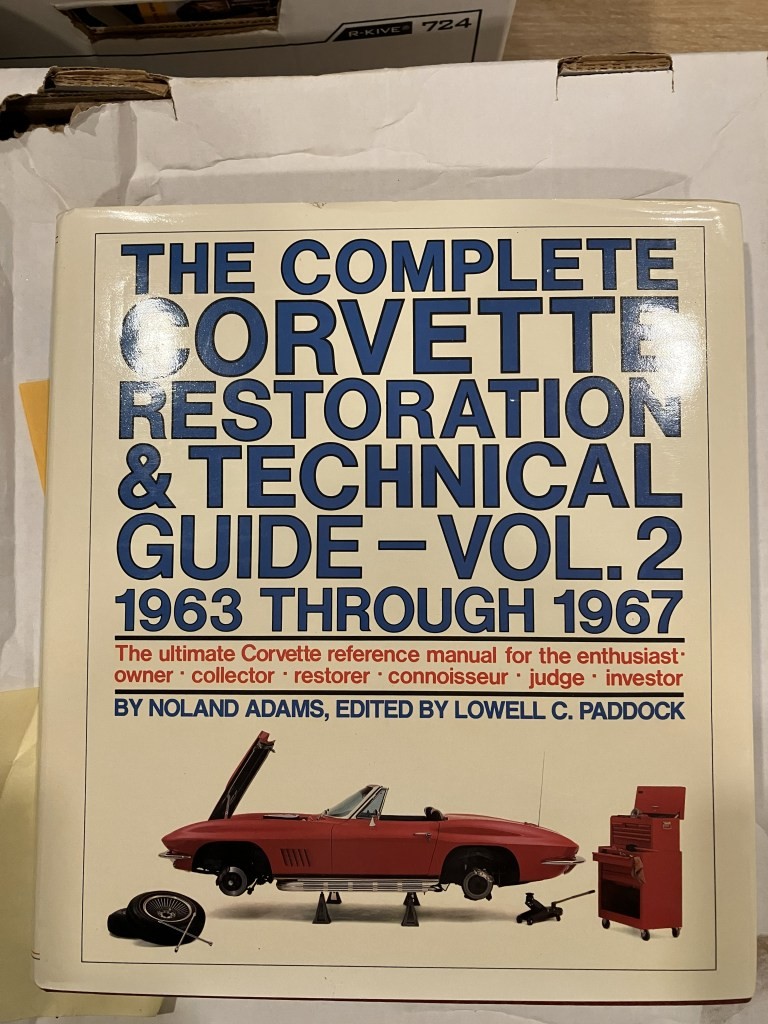 R-KIVE® 724
THE COMPLETE
CORVETTE
RESTORATION
& TECHNICAL
GUIDE – VOL. 2
1963 THROUGH 1967
The ultimate Corvette reference manual for the enthusiast ·
owner · collector · restorer · connoisseur · judge · investor
BY NOLAND ADAMS, EDITED BY LOWELL C. PADDOCK